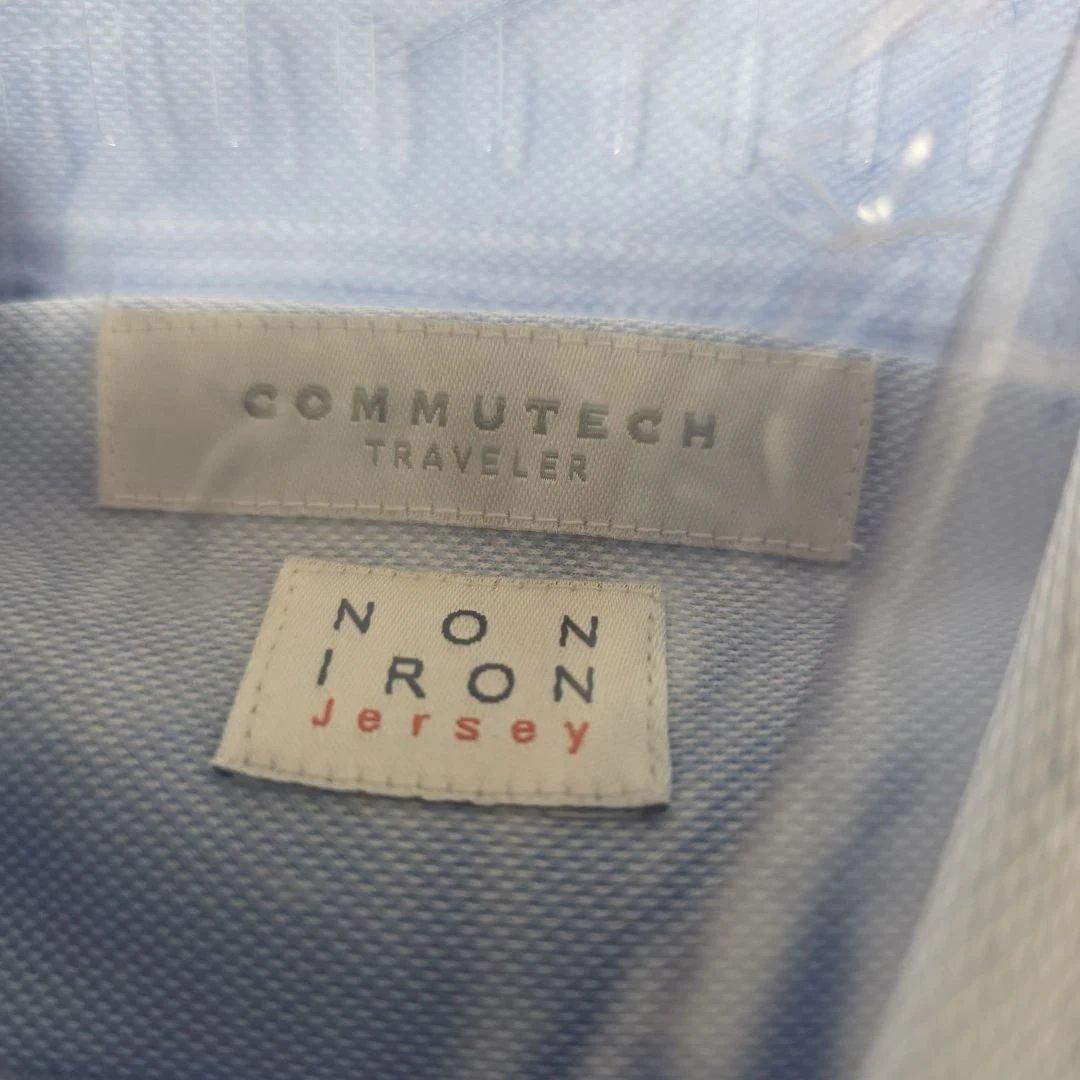 COMMUTECH
TRAVELER
NON
IRON
Jersey